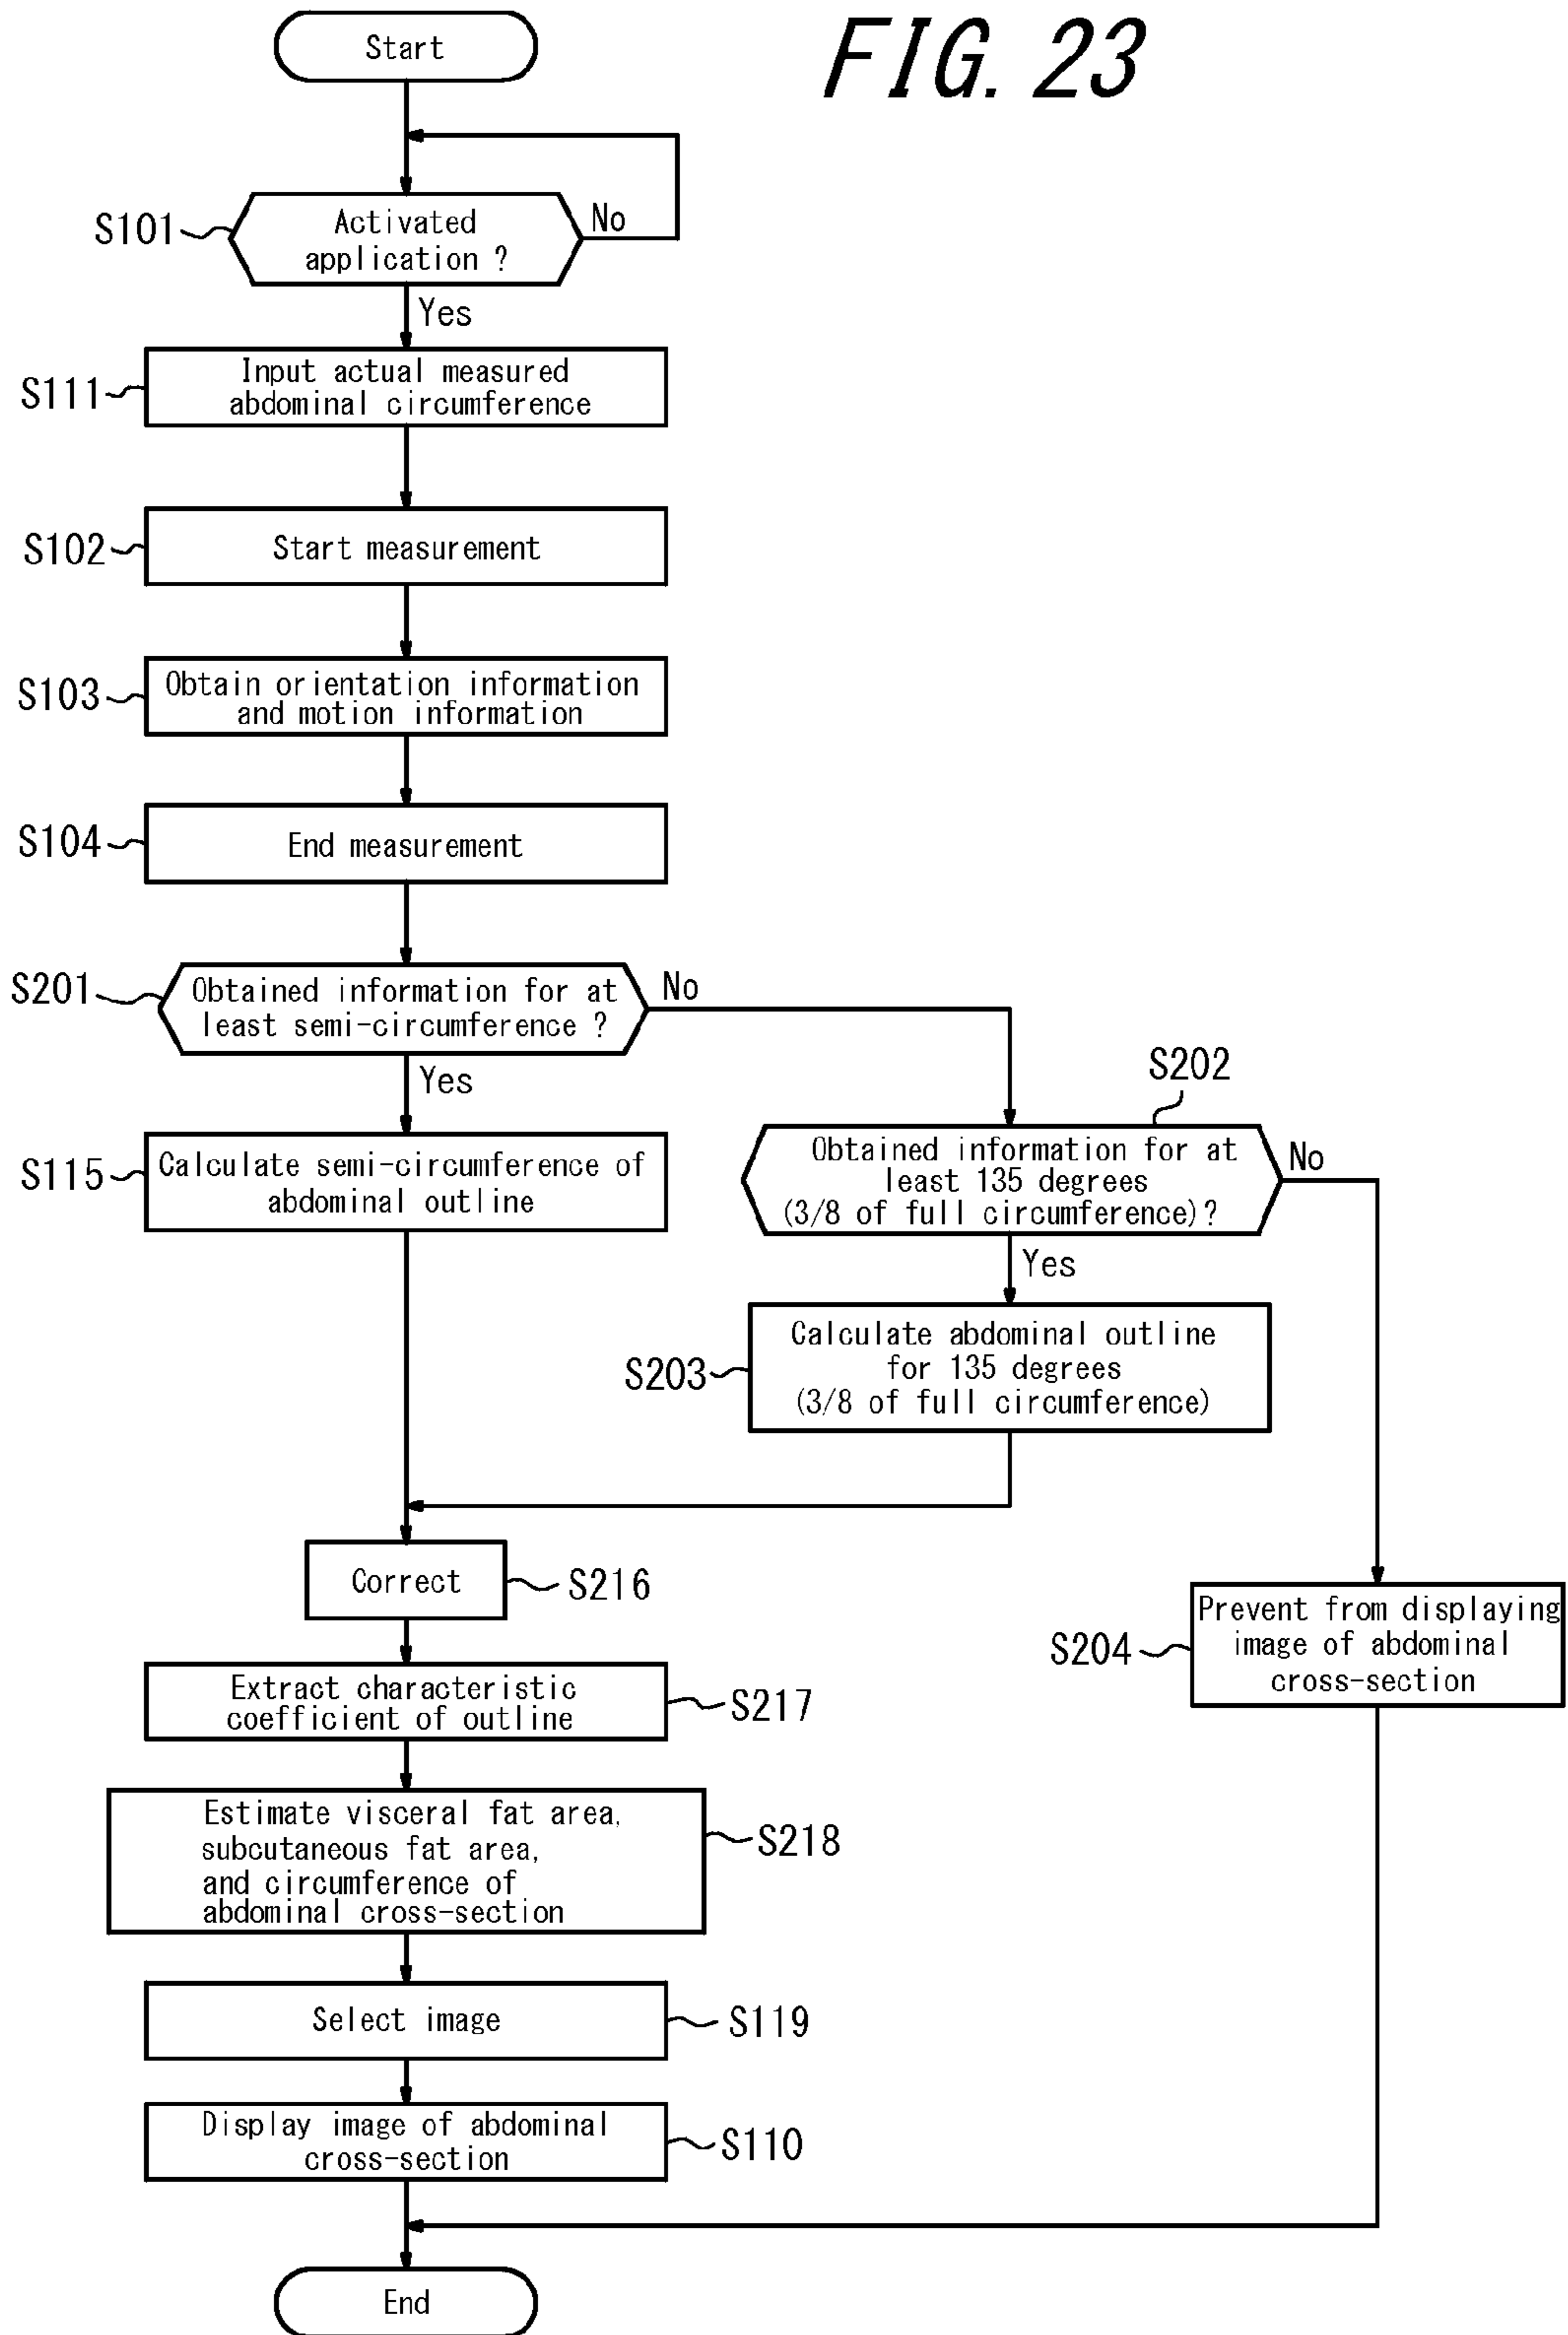 FIG. 23
Start
S101
Activated
application ?
No
Yes
S111
Input actual measured
abdominal circumference
S102
Start measurement
S103
Obtain orientation information
and motion information
S104
End measurement
S201
Obtained information for at
least semi-circumference ?
No
Yes
S202
Obtained information for at
least 135 degrees
(3/8 of full circumference)?
No
Yes
S115
Calculate semi-circumference of
abdominal outline
S203
Calculate abdominal outline
for 135 degrees
(3/8 of full circumference)
Correct
S216
S204
Prevent from displaying
image of abdominal
cross-section
Extract characteristic
coefficient of outline
S217
Estimate visceral fat area,
subcutaneous fat area,
and circumference of
abdominal cross-section
S218
Select image
S119
Display image of abdominal
cross-section
S110
End